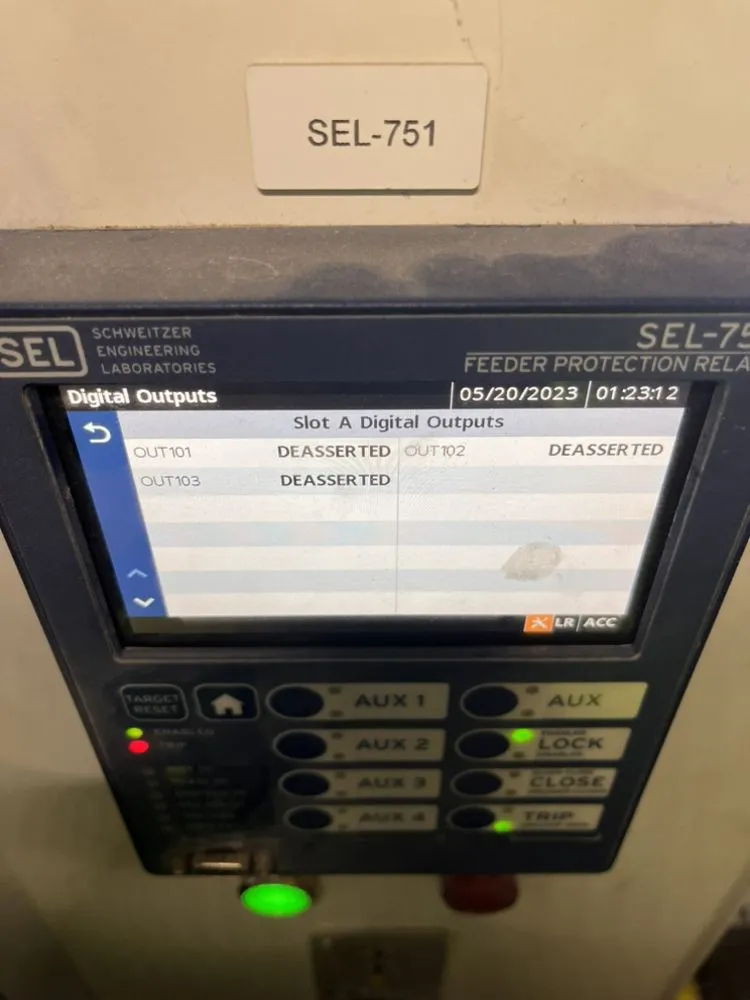 SEL-751
SEL
SCHWEITZER
ENGINEERING
LABORATORIES
SEL-75
FEEDER PROTECTION RELA
Digital Outputs 05/20/2023 01:23:12
Slot A Digital Outputs
OUT101 DEASSERTED OUT102 DEASSERTED
OUT103 DEASSERTED
LR ACC
TARGET
RESET
AUX 1
AUX
ENABLED
TRIP
AUX 2
LOCK
AUX 3
CLOSE
AUX 4
TRIP